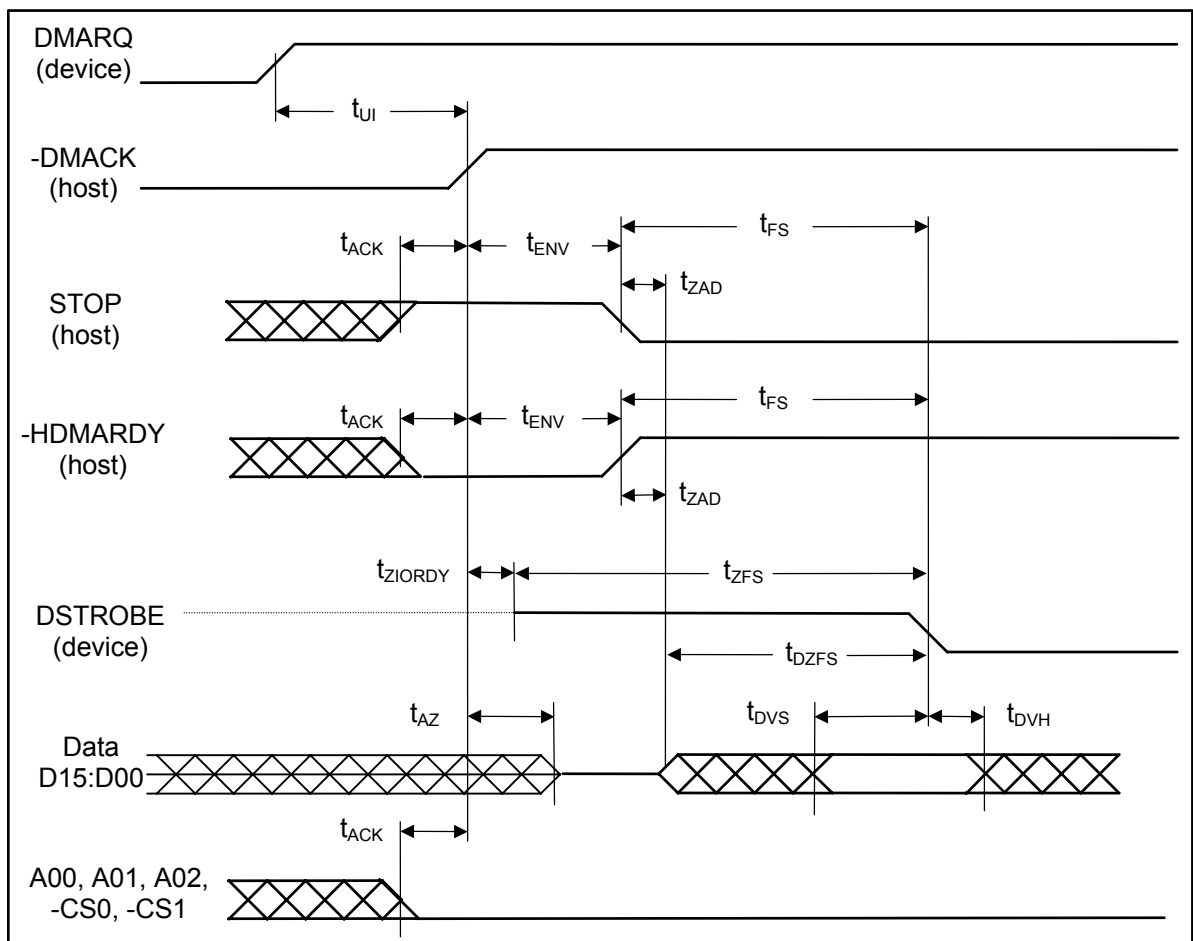 DMARQ
(device)
tUI
-DMACK
(host)
tFS
tACK
tENV
tZAD
STOP
(host)
tFS
tACK
tENV
-HDMARDY
(host)
tZAD
tZIORDY
tZFS
DSTROBE
(device)
tDZFS
tAZ
tDVS
tDVH
Data
D15:D00
tACK
A00, A01, A02,
-CS0, -CS1